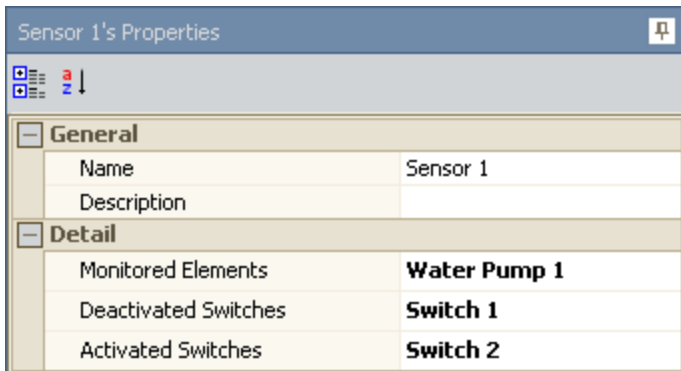 Sensor 1's Properties
a
z
General
Name Sensor 1
Description
Detail
Monitored Elements Water Pump 1
Deactivated Switches Switch 1
Activated Switches Switch 2